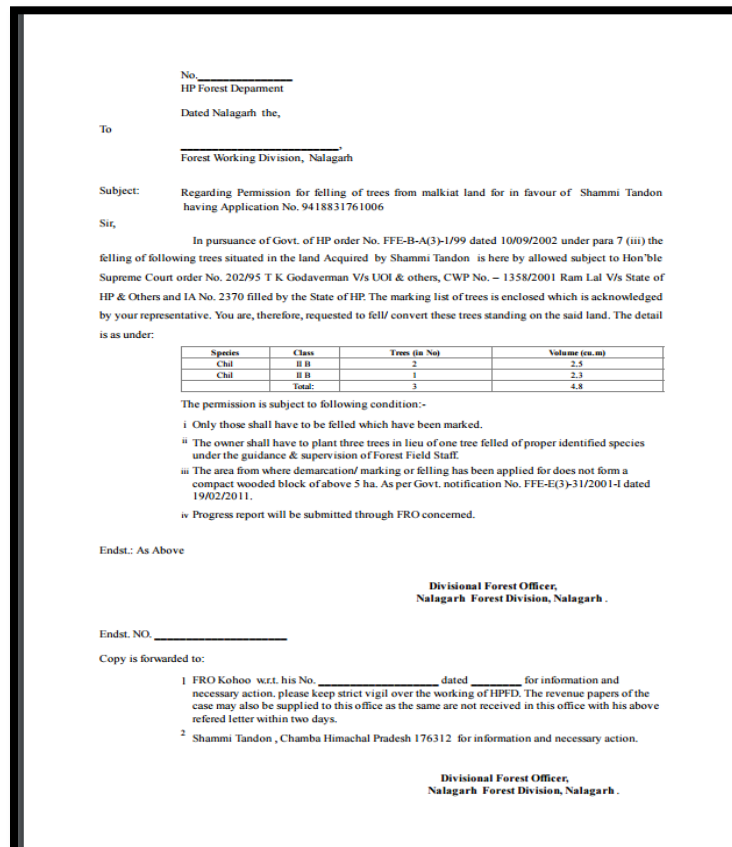 No._______________
HP Forest Deparment
Dated Nalagarh the,
To
_________________________,
Forest Working Division, Nalagarh
Subject: Regarding Permission for felling of trees from malkiat land for in favour of Shammi Tandon
having Application No. 9418831761006
Sir,
In pursuance of Govt. of HP order No. FFE-B-A(3)-1/99 dated 10/09/2002 under para 7 (iii) the
felling of following trees situated in the land Acquired by Shammi Tandon is here by allowed subject to Hon'ble
Supreme Court order No. 202/95 T K Godaverman V/s UOI & others, CWP No. – 1358/2001 Ram Lal V/s State of
HP & Others and IA No. 2370 filled by the State of HP. The marking list of trees is enclosed which is acknowledged
by your representative. You are, therefore, requested to fell/ convert these trees standing on the said land. The detail
is as under:
Species Class Trees (in No) Volume (cu.m)
Chil II B 2 2.5
Chil II B 1 2.3
Total: 3 4.8
The permission is subject to following condition:-
i Only those shall have to be felled which have been marked.
ii The owner shall have to plant three trees in lieu of one tree felled of proper identified species
under the guidance & supervision of Forest Field Staff.
iii The area from where demarcation/ marking or felling has been applied for does not form a
compact wooded block of above 5 ha. As per Govt. notification No. FFE-E(3)-31/2001-I dated
19/02/2011.
iv Progress report will be submitted through FRO concerned.
Endst.: As Above
Divisional Forest Officer,
Nalagarh Forest Division, Nalagarh .
Endst. NO. _____________________
Copy is forwarded to:
1 FRO Kohoo w.r.t. his No. ___________________ dated ________ for information and
necessary action. please keep strict vigil over the working of HPFD. The revenue papers of the
case may also be supplied to this office as the same are not received in this office with his above
refered letter within two days.
2 Shammi Tandon , Chamba Himachal Pradesh 176312 for information and necessary action.
Divisional Forest Officer,
Nalagarh Forest Division, Nalagarh .